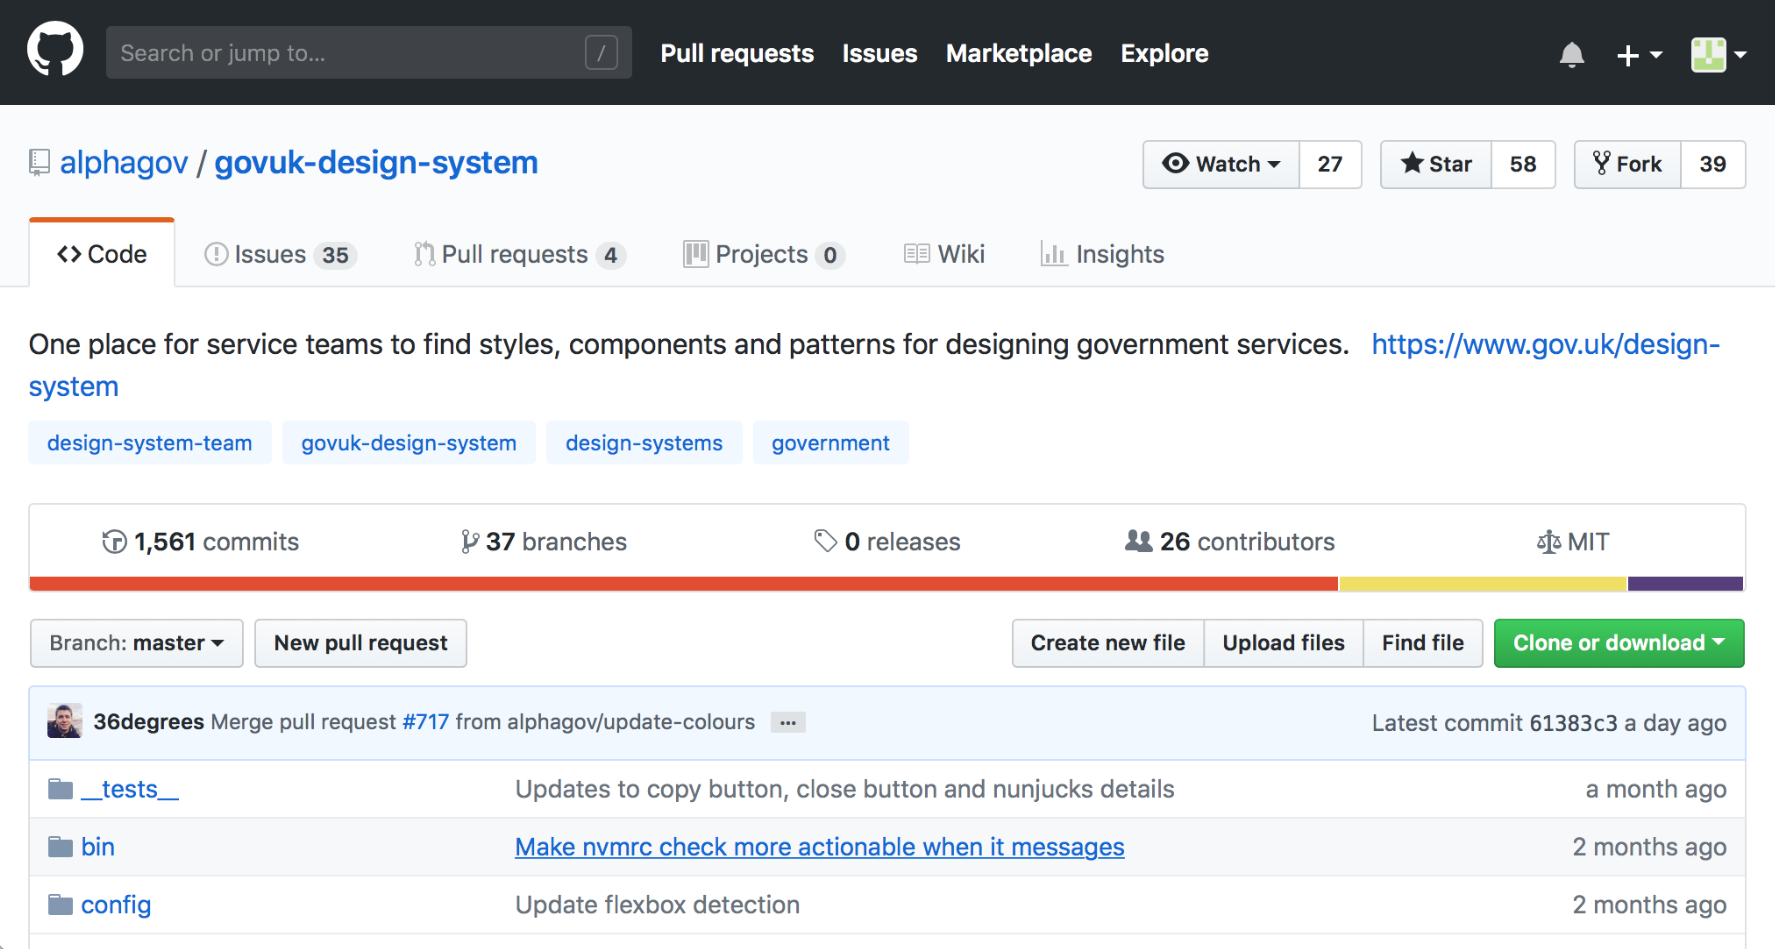 Search or jump to... / Pull requests Issues Marketplace Explore
alphagov / govuk-design-system Watch 27 Star 58 Fork 39
Code Issues 35 Pull requests 4 Projects 0 Wiki Insights
One place for service teams to find styles, components and patterns for designing government services. https://www.gov.uk/design-
system
design-system-team govuk-design-system design-systems government
1,561 commits 37 branches 0 releases 26 contributors MIT
Branch: master New pull request Create new file Upload files Find file Clone or download
36degrees Merge pull request #717 from alphagov/update-colours ... Latest commit 61383c3 a day ago
__tests__ Updates to copy button, close button and nunjucks details a month ago
bin Make nvmrc check more actionable when it messages 2 months ago
config Update flexbox detection 2 months ago